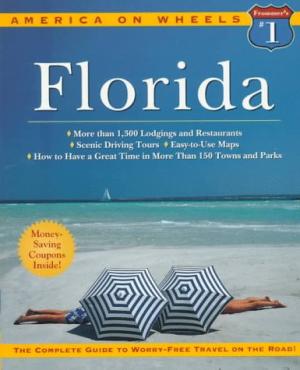 AMERICA ON WHEELS
Frommer's
#1
Florida
♦ More than 1,300 Lodgings and Restaurants
♦ Scenic Driving Tours ♦ Easy-to-Use Maps
♦ How to Have a Great Time in More Than 150 Towns and Parks
Money-
Saving
Coupons
Inside!
THE COMPLETE GUIDE TO WORRY-FREE TRAVEL ON THE ROAD!